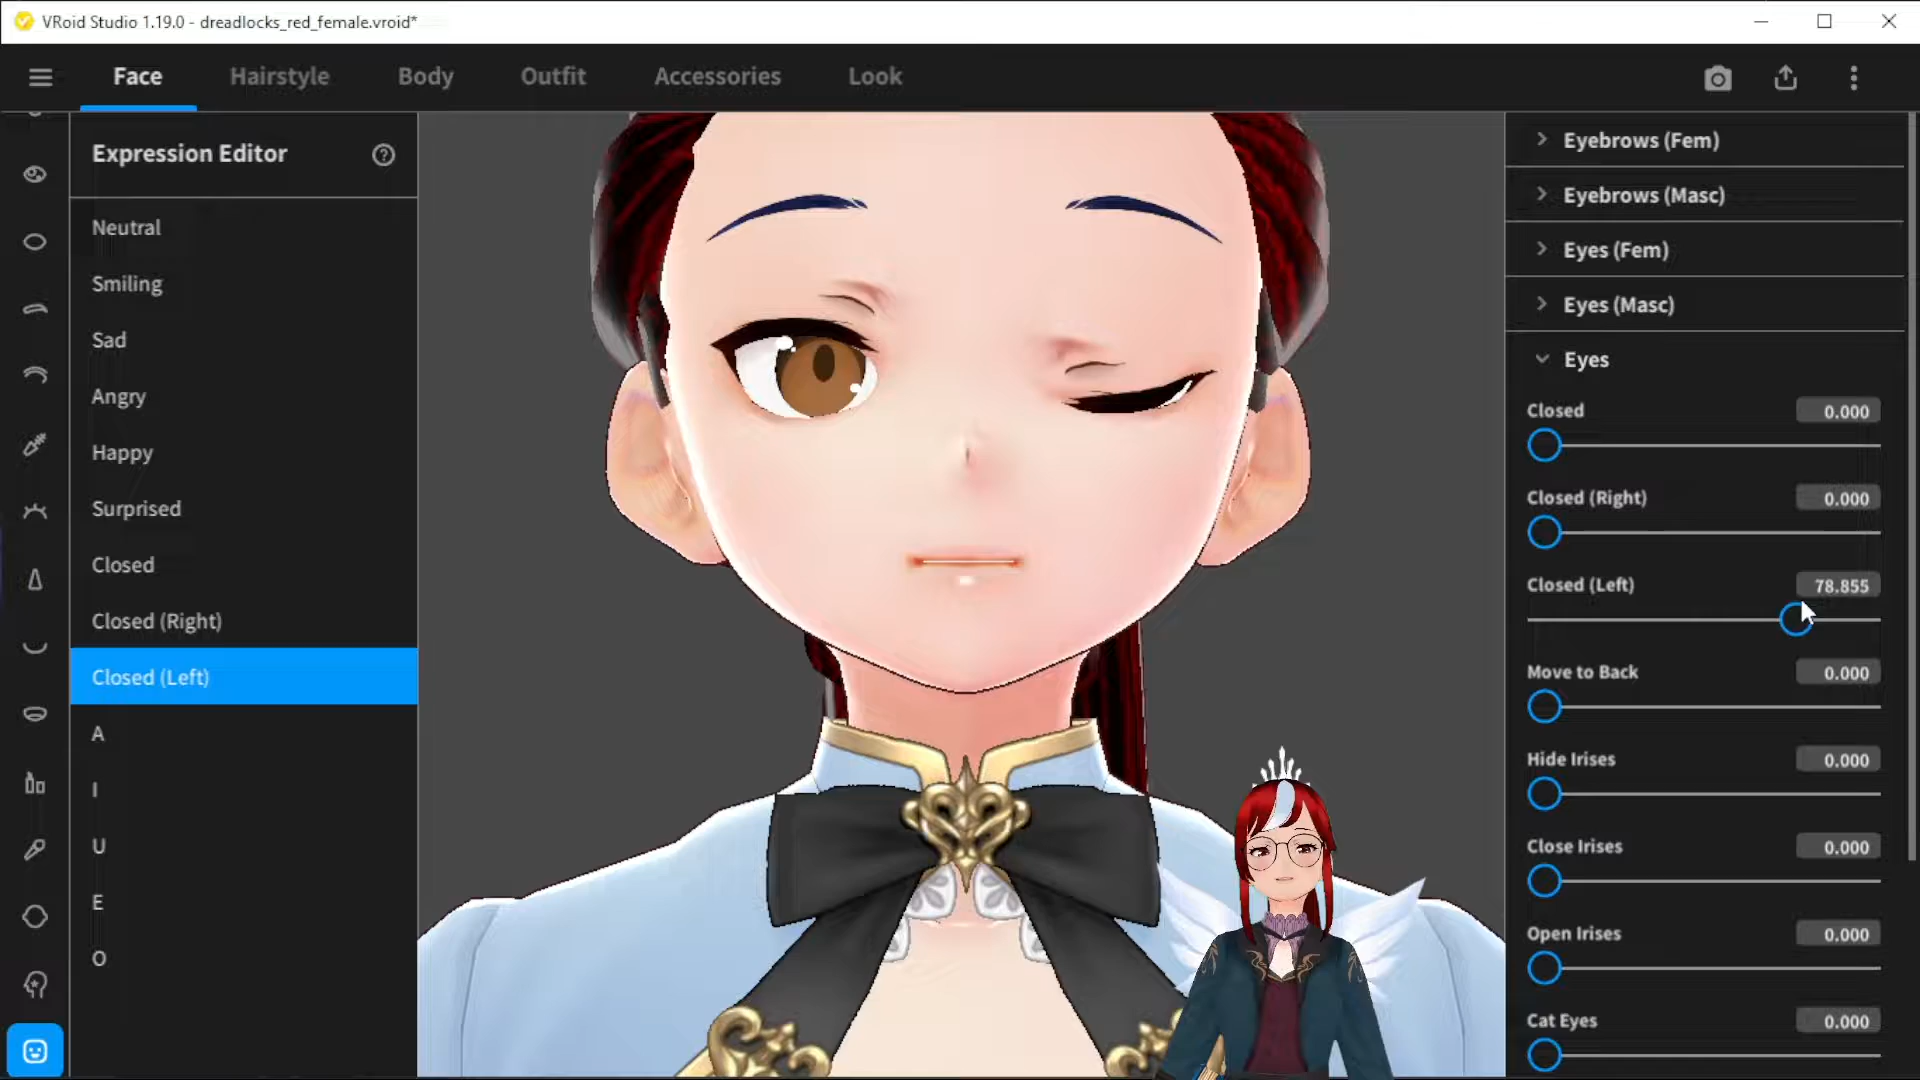 VRoid Studio 1.19.0 - dreadlocks_red_female.vroid*
Face
Hairstyle
Body
Outfit
Accessories
Look
Expression Editor
Neutral
Smiling
Sad
Angry
Happy
Surprised
Closed
Closed (Right)
Closed (Left)
A
I
U
E
O
Eyebrows (Fem)
Eyebrows (Masc)
Eyes (Fem)
Eyes (Masc)
Eyes
Closed 0.000
Closed (Right) 0.000
Closed (Left) 78.855
Move to Back 0.000
Hide Irises 0.000
Close Irises 0.000
Open Irises 0.000
Cat Eyes 0.000